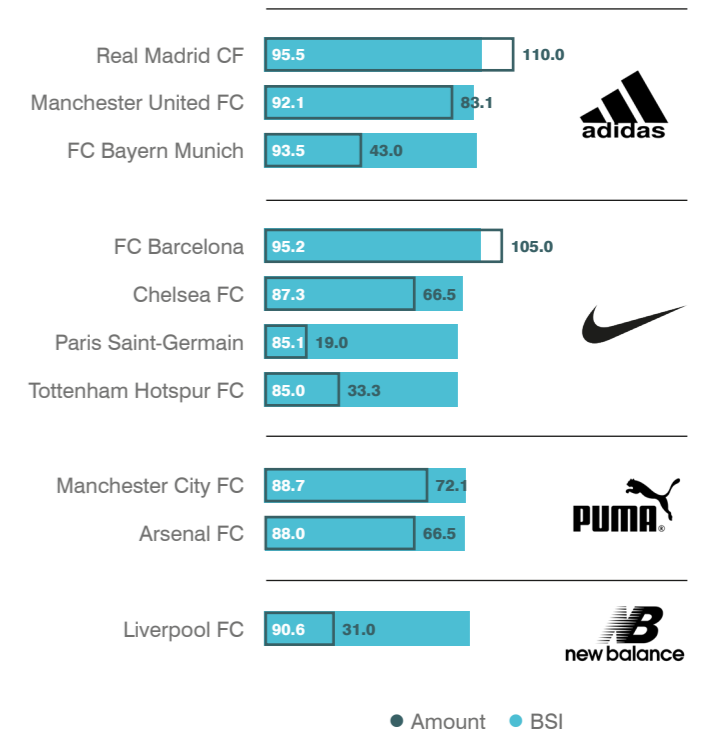 Real Madrid CF 95.5 110.0
Manchester United FC 92.1 83.1
adidas
FC Bayern Munich 93.5 43.0
FC Barcelona 95.2 105.0
Chelsea FC 87.3 66.5
Paris Saint-Germain 85.1 19.0
Tottenham Hotspur FC 85.0 33.3
Manchester City FC 88.7 72.1
PUMA®
Arsenal FC 88.0 66.5
Liverpool FC 90.6 31.0
NB
new balance
Amount BSI